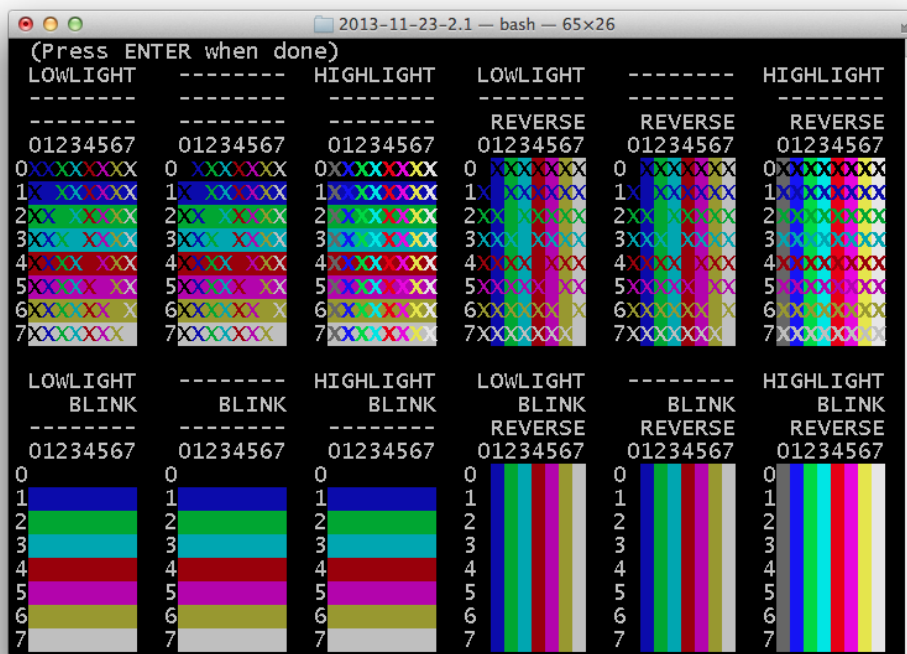 2013-11-23-2.1 — bash — 65×26
(Press ENTER when done)
LOWLIGHT -------- HIGHLIGHT LOWLIGHT -------- HIGHLIGHT
-------- -------- -------- -------- -------- --------
-------- -------- -------- REVERSE REVERSE REVERSE
01234567 01234567 01234567 01234567 01234567 01234567
0 XXXXXXX 0 XXXXXXX 0XXXXXXXX 0 XXXXXXX 0 XXXXXXX 0XXXXXXXX
1X XXXXXX 1X XXXXXX 1XXXXXXXX 1X XXXXXX 1X XXXXXX 1XXXXXXXX
2XX XXXXX 2XX XXXXX 2XXXXXXXX 2XX XXXXX 2XX XXXXX 2XXXXXXXX
3XXX XXXX 3XXX XXXX 3XXXXXXXX 3XXX XXXX 3XXX XXXX 3XXXXXXXX
4XXXX XXX 4XXXX XXX 4XXXXXXXX 4XXXX XXX 4XXXX XXX 4XXXXXXXX
5XXXXX XX 5XXXXX XX 5XXXXXXXX 5XXXXX XX 5XXXXX XX 5XXXXXXXX
6XXXXXX X 6XXXXXX X 6XXXXXXXX 6XXXXXX X 6XXXXXX X 6XXXXXXXX
7XXXXXXX 7XXXXXXX 7XXXXXXXX 7XXXXXXX 7XXXXXXX 7XXXXXXXX
LOWLIGHT -------- HIGHLIGHT LOWLIGHT -------- HIGHLIGHT
BLINK BLINK BLINK BLINK BLINK BLINK
-------- -------- -------- REVERSE REVERSE REVERSE
01234567 01234567 01234567 01234567 01234567 01234567
0 0 0 0 0 0
1 1 1 1 1 1
2 2 2 2 2 2
3 3 3 3 3 3
4 4 4 4 4 4
5 5 5 5 5 5
6 6 6 6 6 6
7 7 7 7 7 7